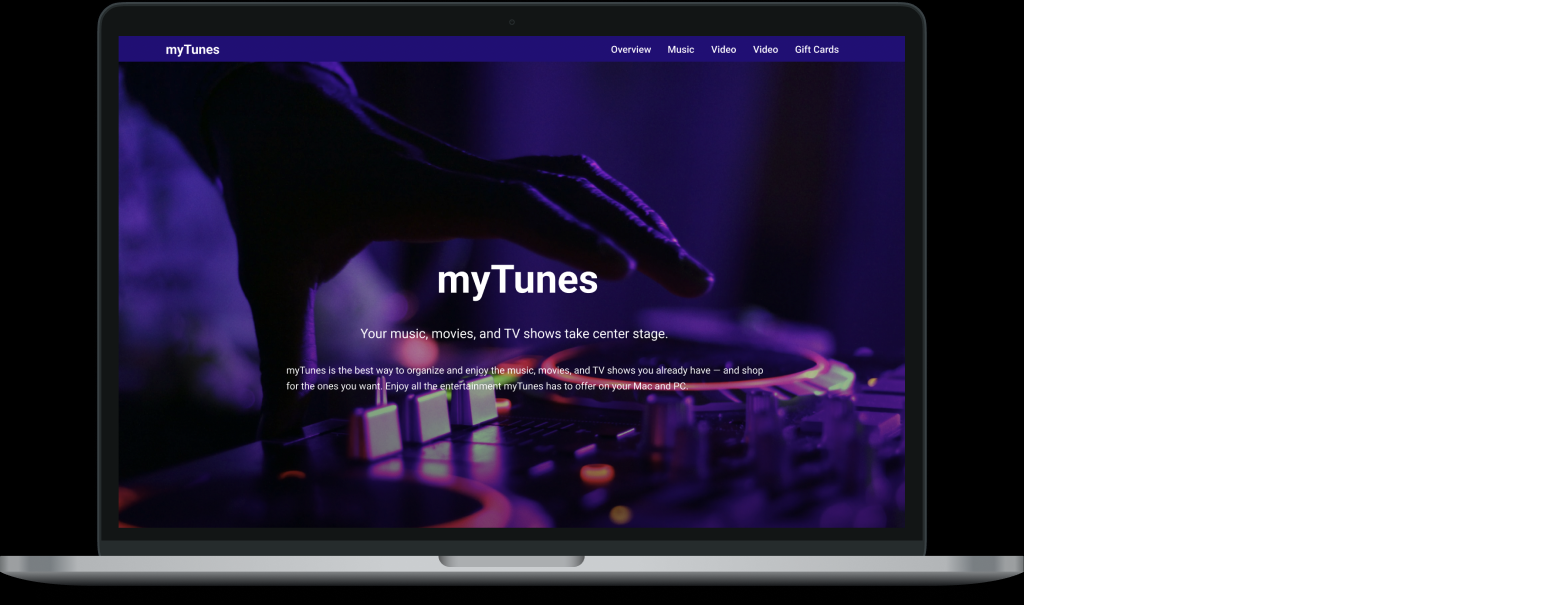 myTunes
Overview Music Video Video Gift Cards
myTunes
Your music, movies, and TV shows take center stage.
myTunes is the best way to organize and enjoy the music, movies, and TV shows you already have — and shop
for the ones you want. Enjoy all the entertainment myTunes has to offer on your Mac and PC.